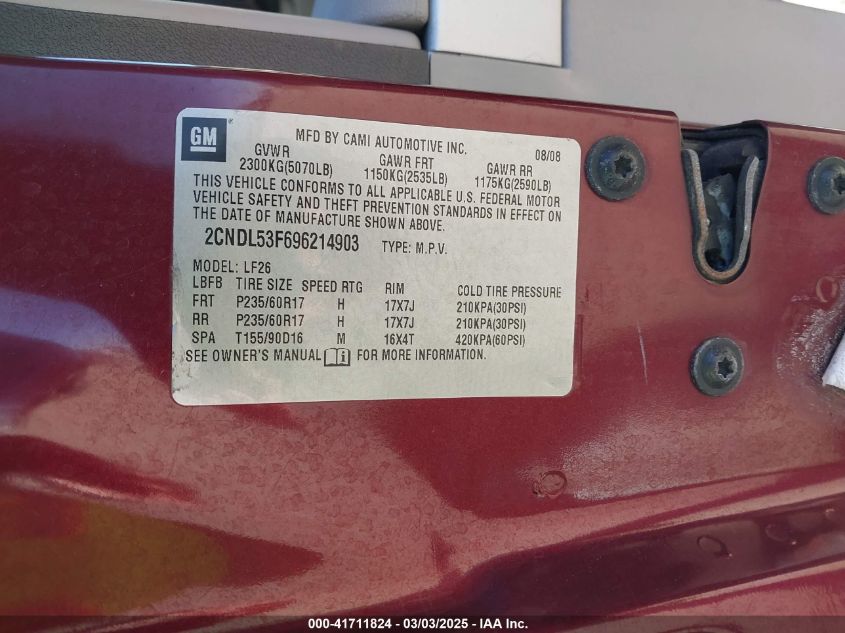 GM
MFD BY CAMI AUTOMOTIVE INC. 08/08
GVWR GAWR FRT GAWR RR
2300KG(5070LB) 1150KG(2535LB) 1175KG(2590LB)
THIS VEHICLE CONFORMS TO ALL APPLICABLE U.S. FEDERAL MOTOR
VEHICLE SAFETY AND THEFT PREVENTION STANDARDS IN EFFECT ON
THE DATE OF MANUFACTURE SHOWN ABOVE.
2CNDL53F696214903 TYPE: M.P.V.
MODEL: LF26
LBFB TIRE SIZE SPEED RTG RIM COLD TIRE PRESSURE
FRT P235/60R17 H 17X7J 210KPA(30PSI)
RR P235/60R17 H 17X7J 210KPA(30PSI)
SPA T155/90D16 M 16X4T 420KPA(60PSI)
SEE OWNER'S MANUAL FOR MORE INFORMATION.
000-41711824 - 03/03/2025 - IAA Inc.